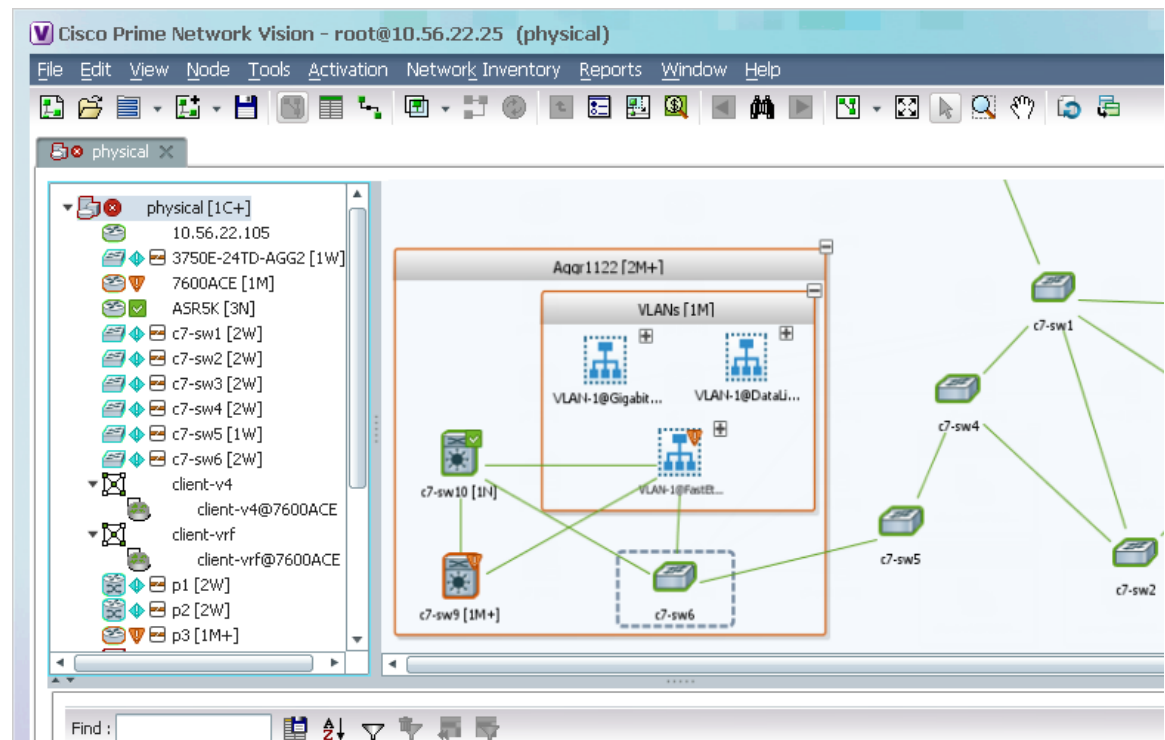 Cisco Prime Network Vision - root@10.56.22.25 (physical)
File Edit View Node Tools Activation Network Inventory Reports Window Help
physical
physical [1C+]
10.56.22.105
3750E-24TD-AGG2 [1W]
7600ACE [1M]
ASR5K [3N]
c7-sw1 [2W]
c7-sw2 [2W]
c7-sw3 [2W]
c7-sw4 [2W]
c7-sw5 [1W]
c7-sw6 [2W]
client-v4
client-v4@7600ACE
client-vrf
client-vrf@7600ACE
p1 [2W]
p2 [2W]
p3 [1M+]
Aggr1122 [2M+]
VLANs [1M]
VLAN-1@Gigabit...
VLAN-1@DataLi...
VLAN-1@FastEt...
c7-sw10 [1N]
c7-sw9 [1M+]
c7-sw6
c7-sw1
c7-sw4
c7-sw5
c7-sw2
Find :